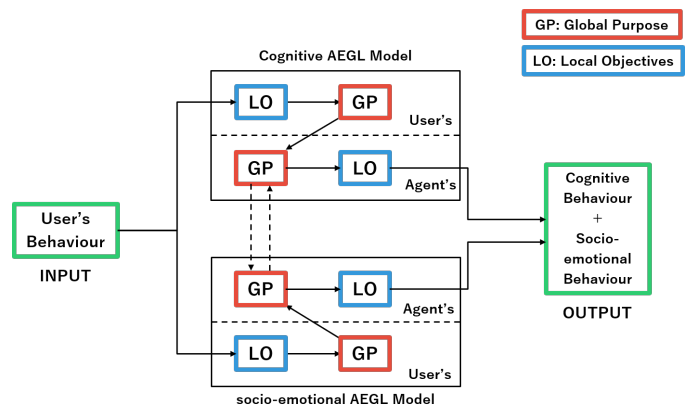 GP: Global Purpose
LO: Local Objectives
Cognitive AEGL Model
LO
GP
User's
GP
LO
Agent's
User's
Behaviour
INPUT
Cognitive
Behaviour
+
Socio-
emotional
Behaviour
OUTPUT
GP
LO
Agent's
LO
GP
User's
socio-emotional AEGL Model